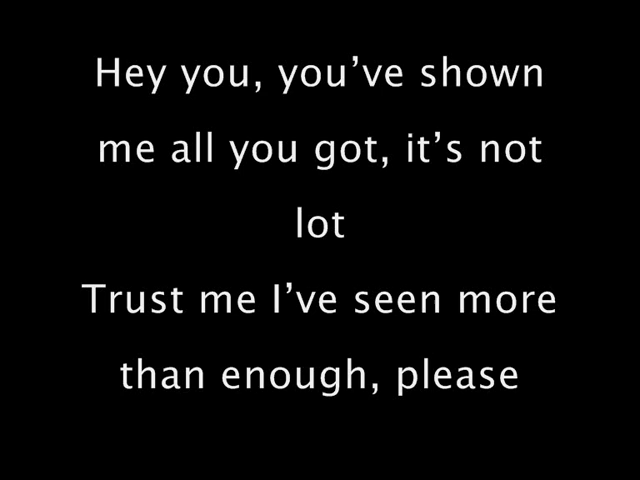 Hey you, you’ve shown
me all you got, it’s not
lot
Trust me I’ve seen more
than enough, please